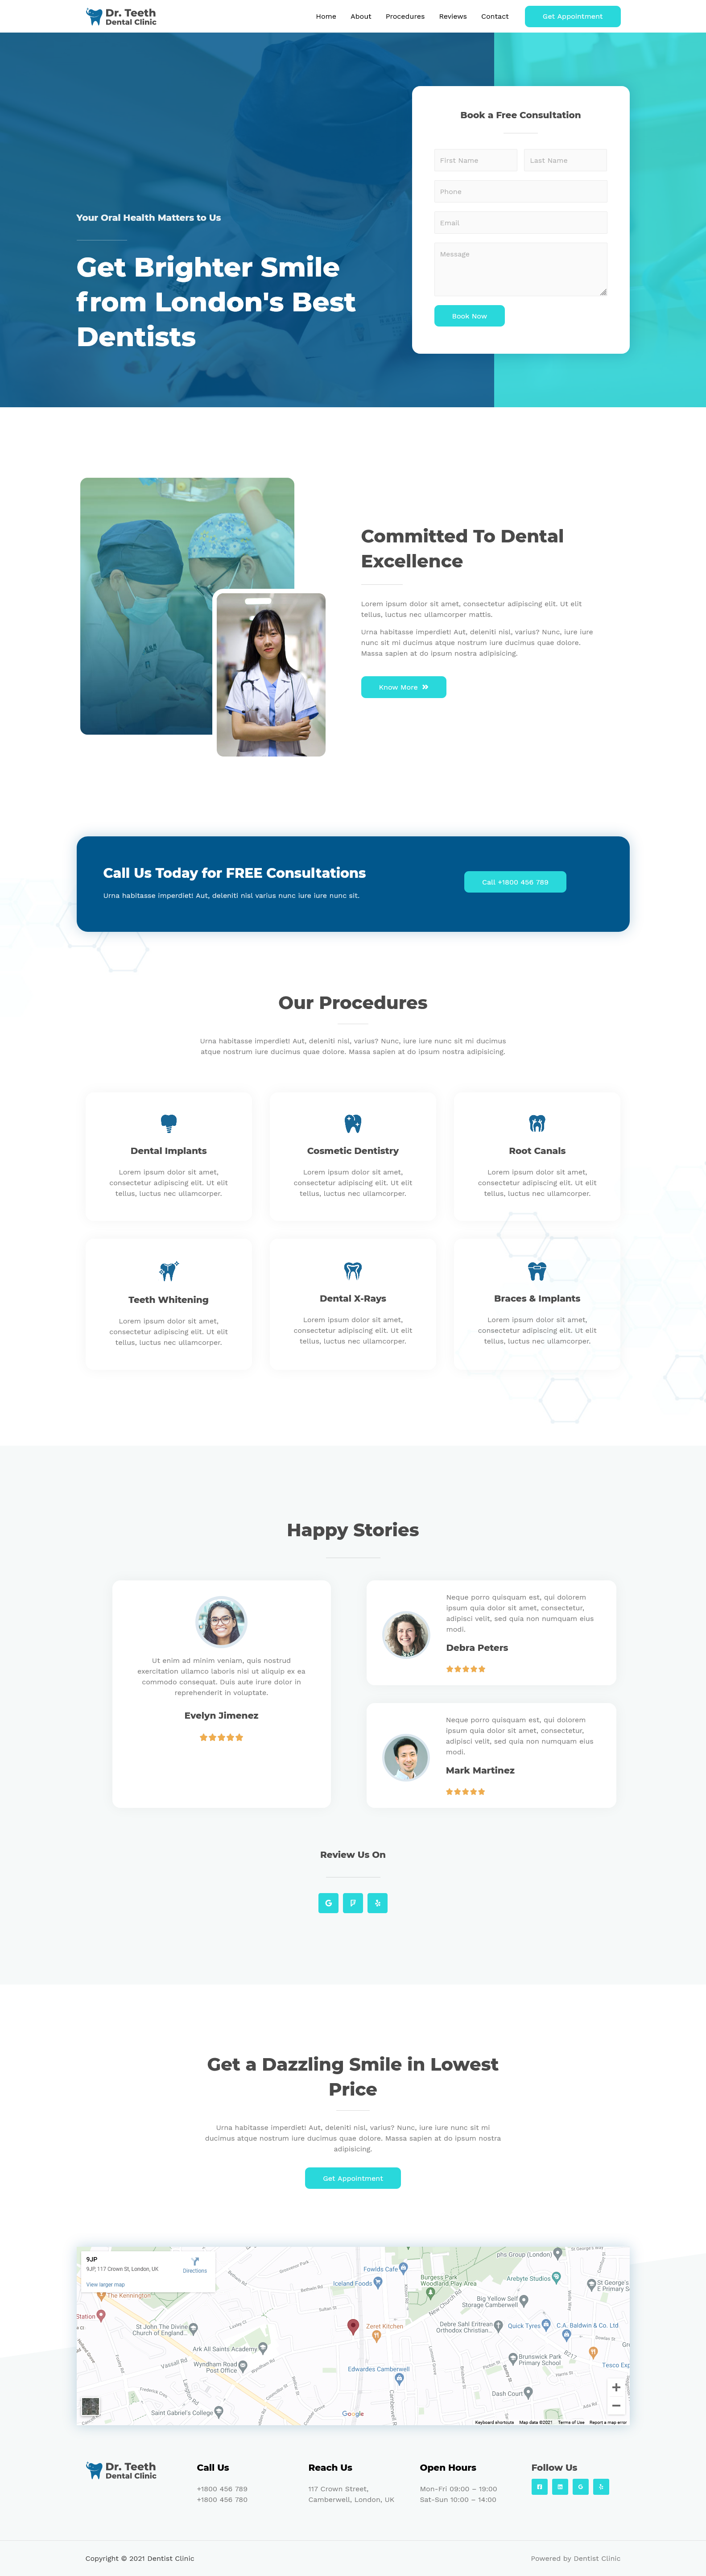 Dr. Teeth
Dental Clinic
Home
About
Procedures
Reviews
Contact
Get Appointment
Your Oral Health Matters to Us
Get Brighter Smile
from London's Best
Dentists
Book a Free Consultation
First Name
Last Name
Phone
Email
Message
Book Now
Committed To Dental
Excellence
Lorem ipsum dolor sit amet, consectetur adipiscing elit. Ut elit
tellus, luctus nec ullamcorper mattis.
Urna habitasse imperdiet! Aut, deleniti nisl, varius? Nunc, iure iure
nunc sit mi ducimus atque nostrum iure ducimus quae dolore.
Massa sapien at do ipsum nostra adipisicing.
Know More
Call Us Today for FREE Consultations
Urna habitasse imperdiet! Aut, deleniti nisl varius nunc iure iure nunc sit.
Call +1800 456 789
Our Procedures
Urna habitasse imperdiet! Aut, deleniti nisl, varius? Nunc, iure iure nunc sit mi ducimus
atque nostrum iure ducimus quae dolore. Massa sapien at do ipsum nostra adipisicing.
Dental Implants
Lorem ipsum dolor sit amet,
consectetur adipiscing elit. Ut elit
tellus, luctus nec ullamcorper.
Cosmetic Dentistry
Lorem ipsum dolor sit amet,
consectetur adipiscing elit. Ut elit
tellus, luctus nec ullamcorper.
Root Canals
Lorem ipsum dolor sit amet,
consectetur adipiscing elit. Ut elit
tellus, luctus nec ullamcorper.
Teeth Whitening
Lorem ipsum dolor sit amet,
consectetur adipiscing elit. Ut elit
tellus, luctus nec ullamcorper.
Dental X-Rays
Lorem ipsum dolor sit amet,
consectetur adipiscing elit. Ut elit
tellus, luctus nec ullamcorper.
Braces & Implants
Lorem ipsum dolor sit amet,
consectetur adipiscing elit. Ut elit
tellus, luctus nec ullamcorper.
Happy Stories
Ut enim ad minim veniam, quis nostrud
exercitation ullamco laboris nisi ut aliquip ex ea
commodo consequat. Duis aute irure dolor in
reprehenderit in voluptate.
Evelyn Jimenez
Neque porro quisquam est, qui dolorem
ipsum quia dolor sit amet, consectetur,
adipisci velit, sed quia non numquam eius
modi.
Debra Peters
Neque porro quisquam est, qui dolorem
ipsum quia dolor sit amet, consectetur,
adipisci velit, sed quia non numquam eius
modi.
Mark Martinez
Review Us On
Get a Dazzling Smile in Lowest
Price
Urna habitasse imperdiet! Aut, deleniti nisl, varius? Nunc, iure iure nunc sit mi
ducimus atque nostrum iure ducimus quae dolore. Massa sapien at do ipsum nostra
adipisicing.
Get Appointment
9JP
9JP, 117 Crown St, London, UK
Directions
View larger map
The Kennington
Station
St John The Divine
Church of England...
Ark All Saints Academy
Wyndham Road
Post Office
Saint Gabriel's College
Vassall Rd
Langton Rd
Fowlds Cafe
Iceland Foods
Burgess Park
Woodland Play Area
New Church Rd
Zeret Kitchen
Edwardes Camberwell
Camberwell Rd
Arebyte Studios
Big Yellow Self
Storage Camberwell
Debre Sahl Eritrean
Orthodox Christian...
Quick Tyres
C.A. Baldwin & Co. Ltd
St George's
E Primary S
Brunswick Park
Primary School
B217
Tesco Exp
Dash Court
Google
Keyboard shortcuts
Map data ©2021
Terms of Use
Report a map error
Dr. Teeth
Dental Clinic
Call Us
+1800 456 789
+1800 456 780
Reach Us
117 Crown Street,
Camberwell, London, UK
Open Hours
Mon-Fri 09:00 – 19:00
Sat-Sun 10:00 – 14:00
Follow Us
Copyright © 2021 Dentist Clinic
Powered by Dentist Clinic